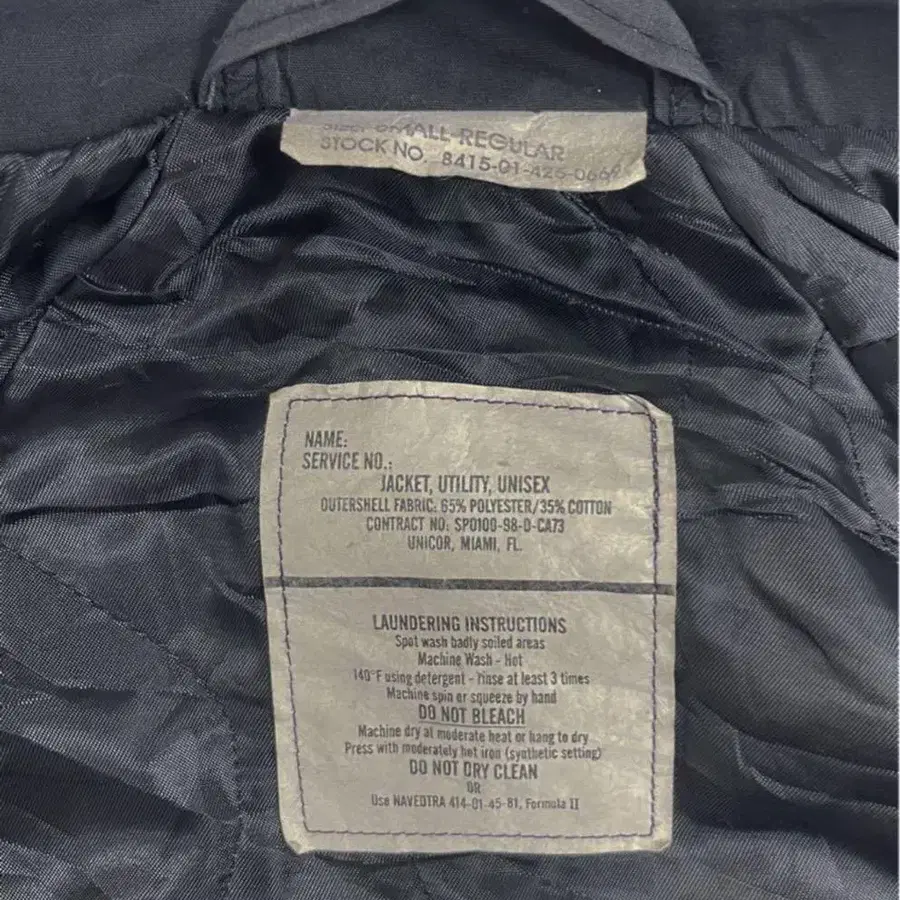 SIZE: SMALL-REGULAR
STOCK NO. 8415-01-426-0669
NAME:
SERVICE NO.:
JACKET, UTILITY, UNISEX
OUTERSHELL FABRIC: 65% POLYESTER/35% COTTON
CONTRACT NO: SP0100-98-D-CA73
UNICOR, MIAMI, FL.
LAUNDERING INSTRUCTIONS
Spot wash badly soiled areas
Machine Wash - Hot
140°F using detergent - rinse at least 3 times
Machine spin or squeeze by hand
DO NOT BLEACH
Machine dry at moderate heat or hang to dry
Press with moderately hot iron (synthetic setting)
DO NOT DRY CLEAN
OR
Use NAVEDTRA 414-01-45-81, Formula II